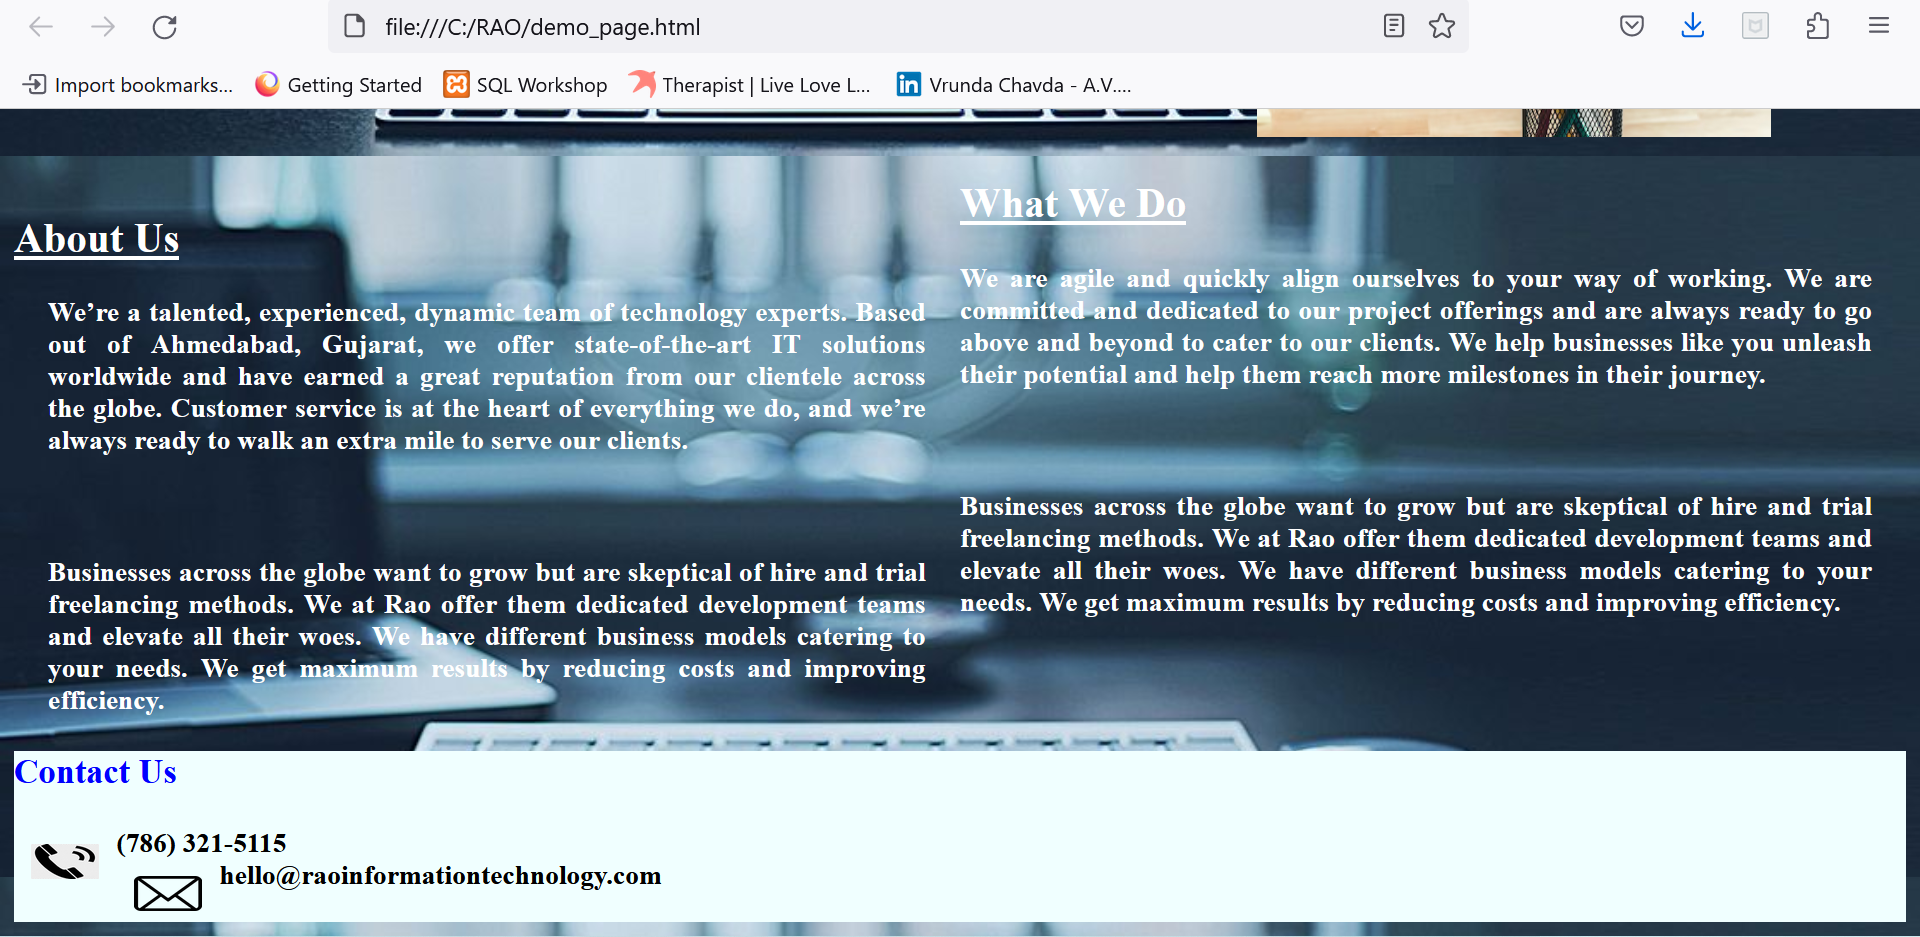 file:///C:/RAO/demo_page.html
Import bookmarks...
Getting Started
SQL Workshop
Therapist | Live Love L...
Vrunda Chavda - A.V....
About Us
We’re a talented, experienced, dynamic team of technology experts. Based
out of Ahmedabad, Gujarat, we offer state-of-the-art IT solutions
worldwide and have earned a great reputation from our clientele across
the globe. Customer service is at the heart of everything we do, and we’re
always ready to walk an extra mile to serve our clients.
Businesses across the globe want to grow but are skeptical of hire and trial
freelancing methods. We at Rao offer them dedicated development teams
and elevate all their woes. We have different business models catering to
your needs. We get maximum results by reducing costs and improving
efficiency.
What We Do
We are agile and quickly align ourselves to your way of working. We are
committed and dedicated to our project offerings and are always ready to go
above and beyond to cater to our clients. We help businesses like you unleash
their potential and help them reach more milestones in their journey.
Businesses across the globe want to grow but are skeptical of hire and trial
freelancing methods. We at Rao offer them dedicated development teams and
elevate all their woes. We have different business models catering to your
needs. We get maximum results by reducing costs and improving efficiency.
Contact Us
(786) 321-5115
hello@raoinformationtechnology.com